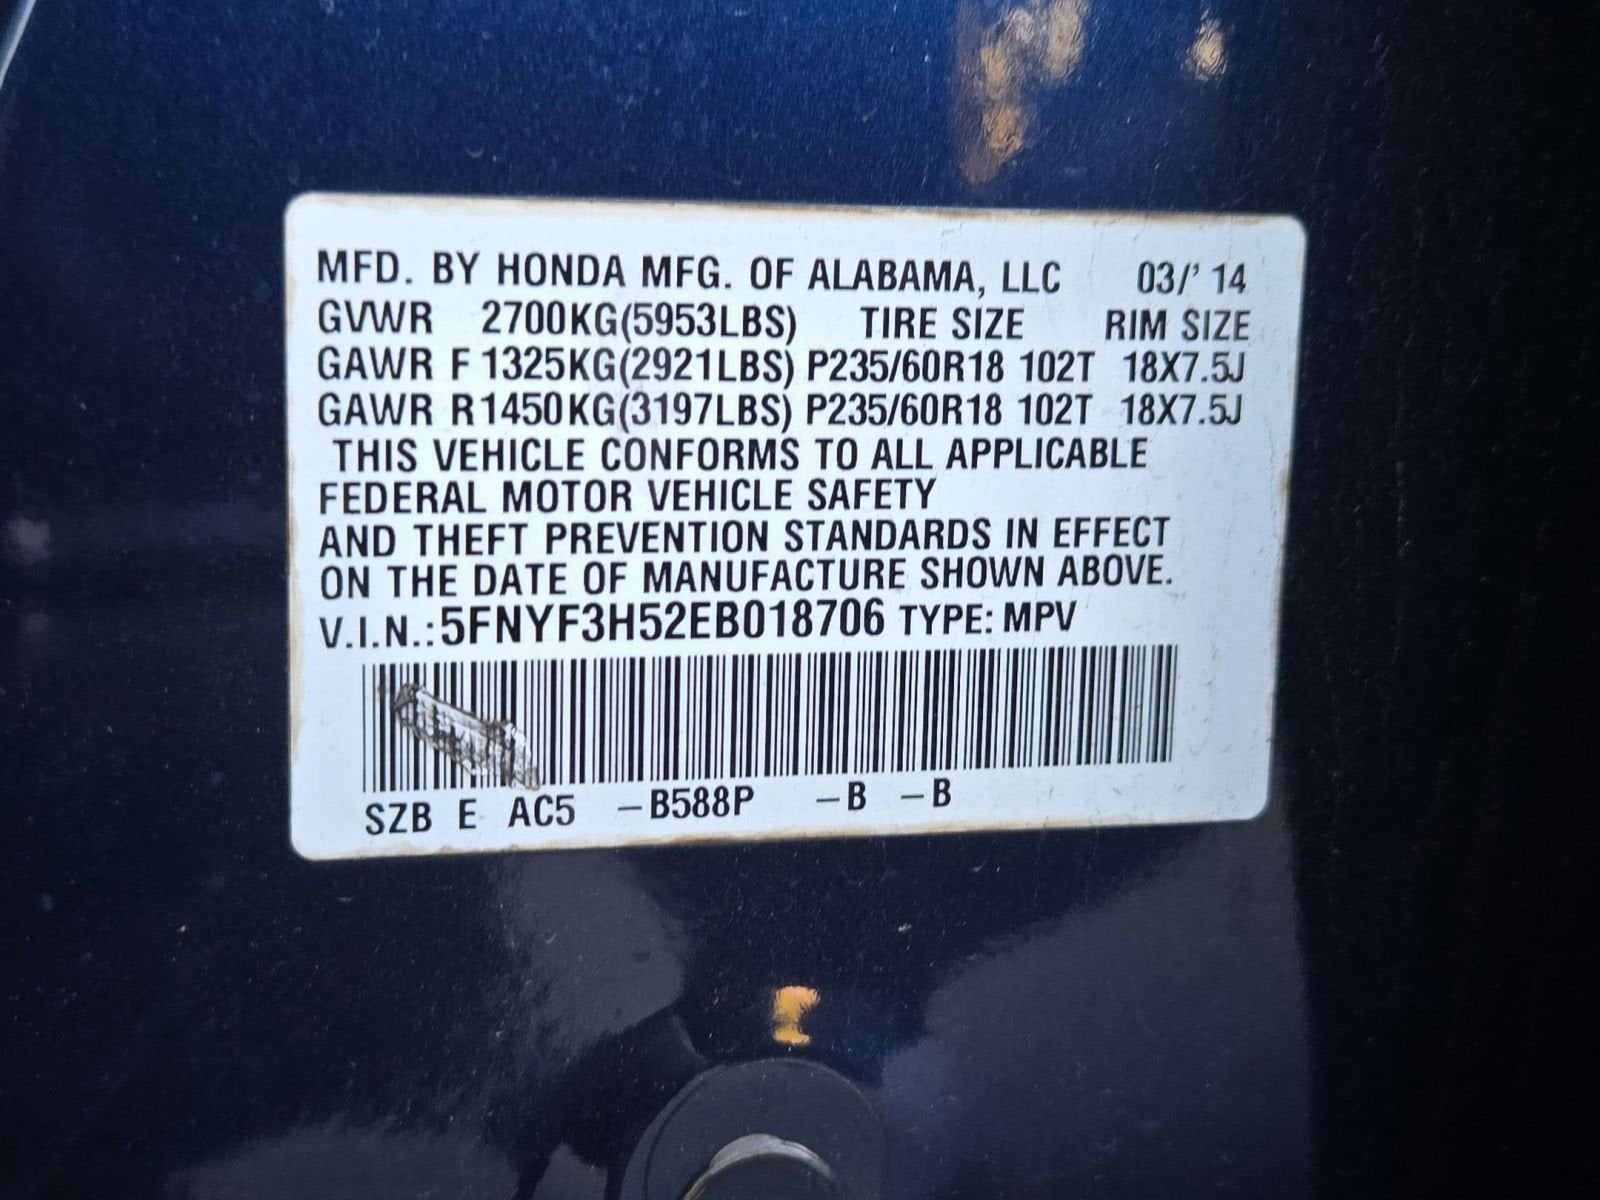 MFD. BY HONDA MFG. OF ALABAMA, LLC 03/' 14
GVWR 2700KG(5953LBS) TIRE SIZE RIM SIZE
GAWR F 1325KG(2921LBS) P235/60R18 102T 18X7.5J
GAWR R 1450KG(3197LBS) P235/60R18 102T 18X7.5J
THIS VEHICLE CONFORMS TO ALL APPLICABLE
FEDERAL MOTOR VEHICLE SAFETY
AND THEFT PREVENTION STANDARDS IN EFFECT
ON THE DATE OF MANUFACTURE SHOWN ABOVE.
V.I.N.: 5FNYF3H52EB018706 TYPE: MPV
SZB E AC5 –B588P –B –B